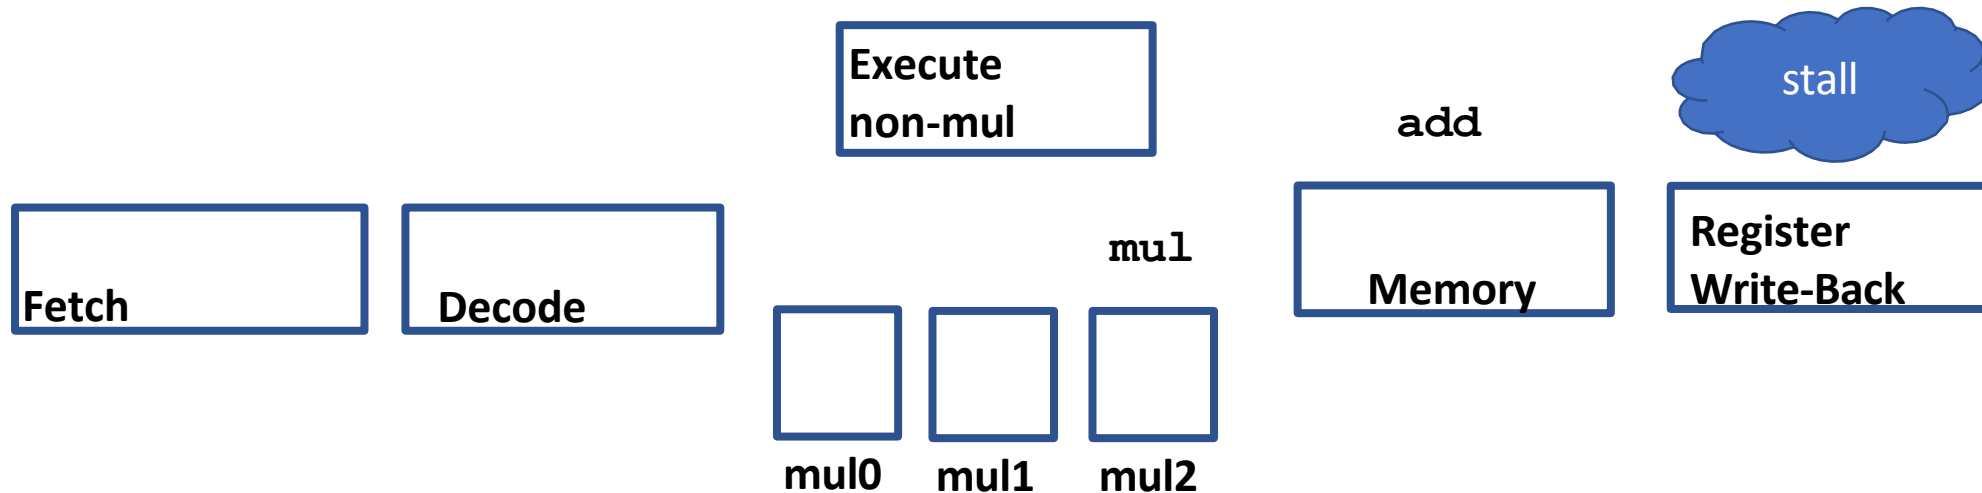 Execute
non-mul
add
stall
Fetch
Decode
mul
Memory
Register
Write-Back
mul0
mul1
mul2